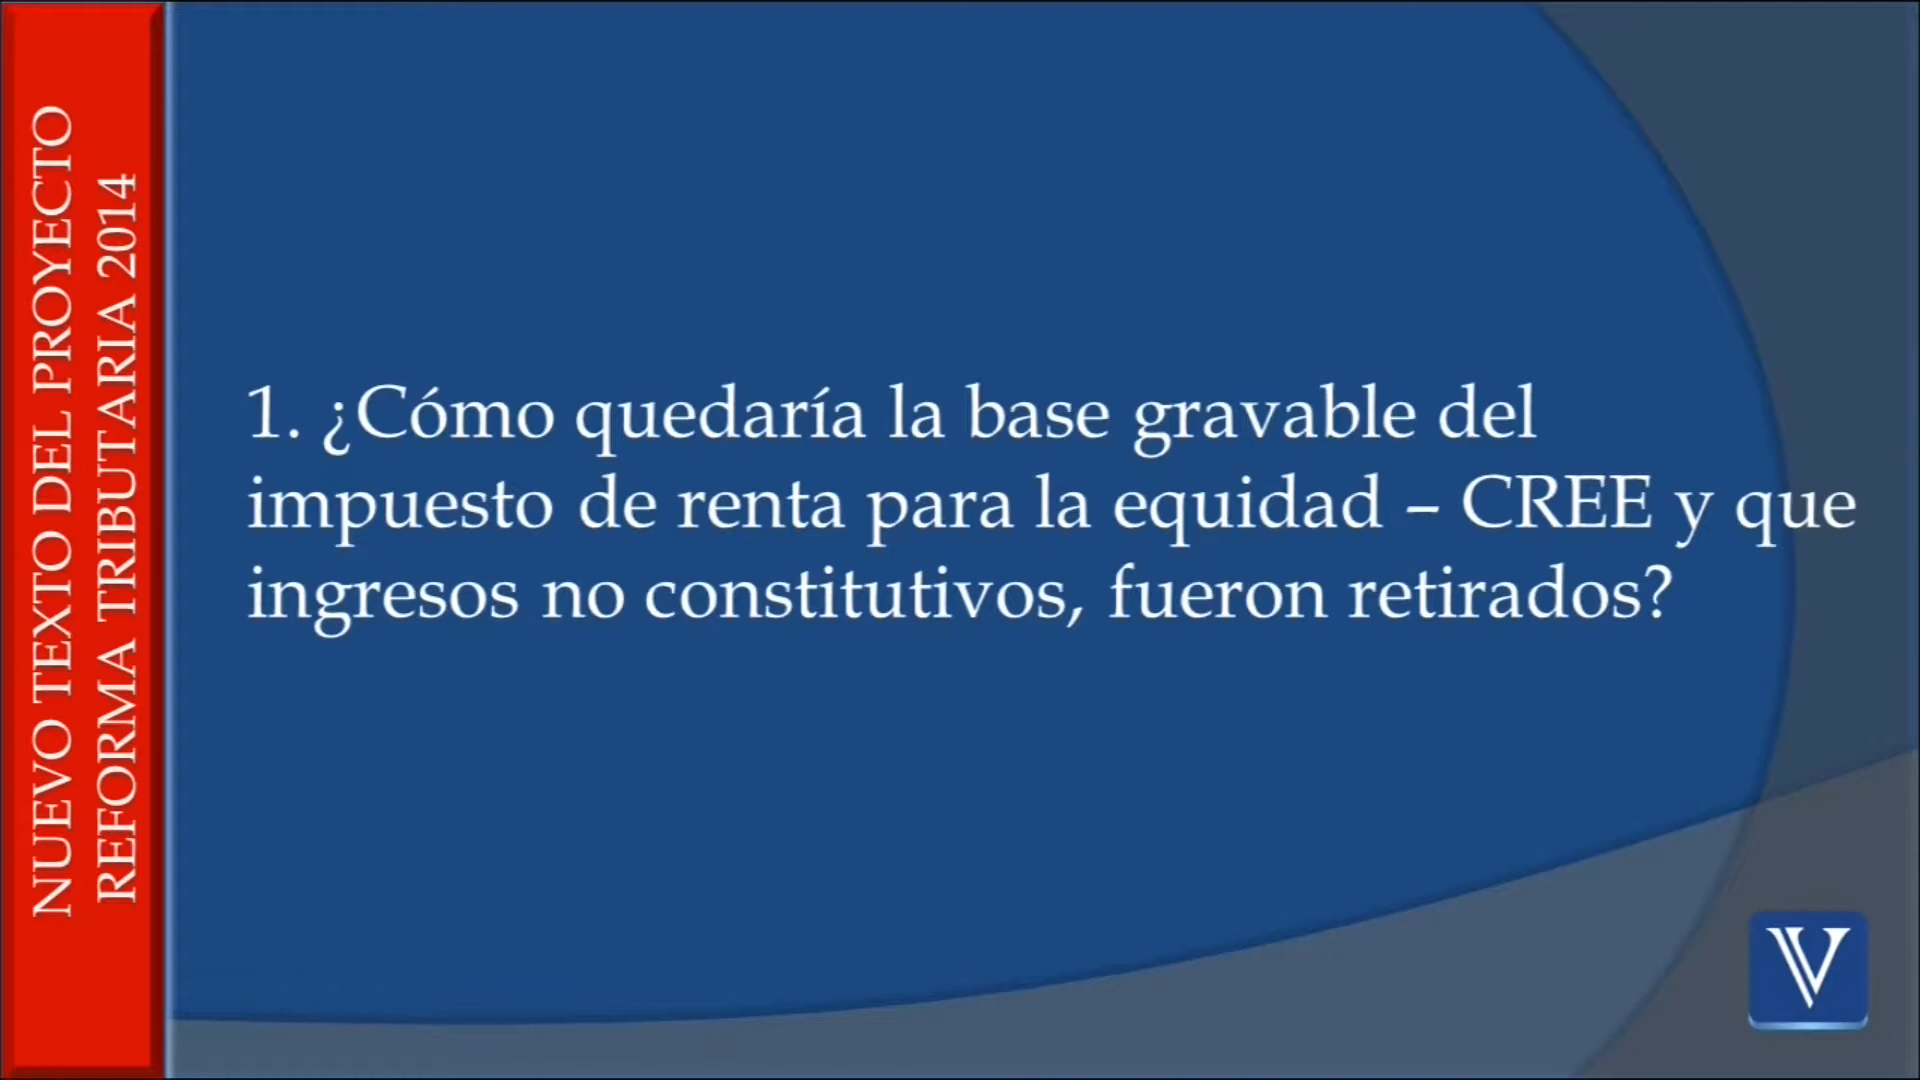 NUEVO TEXTO DEL PROYECTO
REFORMA TRIBUTARIA 2014
1. ¿Cómo quedaría la base gravable del
impuesto de renta para la equidad – CREE y que
ingresos no constitutivos, fueron retirados?
V